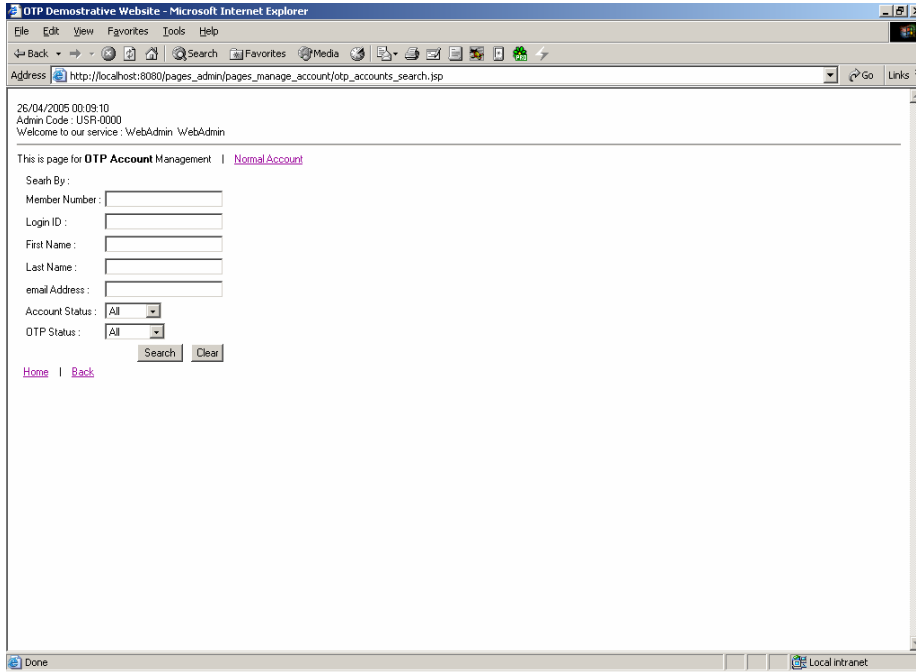 OTP Demostrative Website - Microsoft Internet Explorer
File Edit View Favorites Tools Help
Back Search Favorites Media
Address http://localhost:8080/pages_admin/pages_manage_account/otp_accounts_search.jsp Go Links
26/04/2005 00:09:10
Admin Code : USR-0000
Welcome to our service : WebAdmin WebAdmin
This is page for OTP Account Management | Normal Account
Searh By :
Member Number :
Login ID :
First Name :
Last Name :
email Address :
Account Status : All
OTP Status : All
Search Clear
Home | Back
Done Local intranet